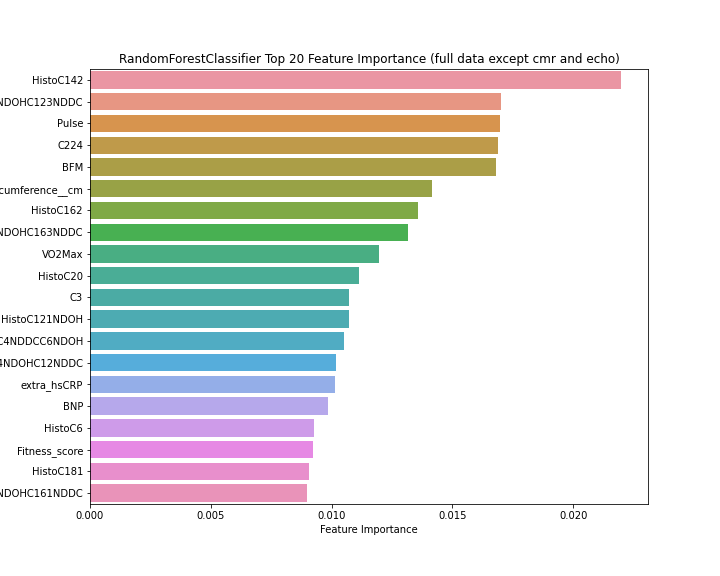 RandomForestClassifier Top 20 Feature Importance (full data except cmr and echo)
HistoC142
NDOHC123NDDC
Pulse
C224
BFM
cumference__cm
HistoC162
NDOHC163NDDC
VO2Max
HistoC20
C3
HistoC121NDOH
C4NDDCC6NDOH
4NDOHC12NDDC
extra_hsCRP
BNP
HistoC6
Fitness_score
HistoC181
NDOHC161NDDC
0.000 0.005 0.010 0.015 0.020
Feature Importance